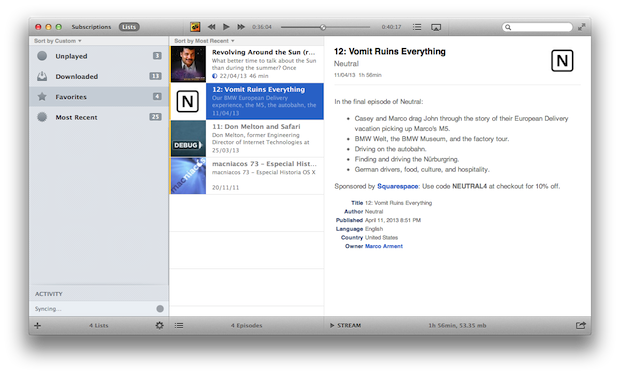 Subscriptions Lists
0:36:04
0:40:17
Sort by Custom
Unplayed 3
Downloaded 13
Favorites 4
Most Recent 25
ACTIVITY
Syncing...
4 Lists
Sort by Most Recent
Revolving Around the Sun (r...
What better time to talk about the Sun
than during the summer? Once
22/04/13 46 min
N
12: Vomit Ruins Everything
Our BMW European Delivery
experience, the M5, the autobahn, the
11/04/13
DEBUG
11: Don Melton and Safari
Don Melton, former Engineering
Director of Internet Technologies at
25/03/13
macniacos
macniacos 73 – Especial Hist...
macniacos 73 – Especial Historia OS X
20/11/11
4 Episodes
12: Vomit Ruins Everything
Neutral
11/04/13 1h 56min
N
In the final episode of Neutral:
• Casey and Marco drag John through the story of their European Delivery
vacation picking up Marco's M5.
• BMW Welt, the BMW Museum, and the factory tour.
• Driving on the autobahn.
• Finding and driving the Nürburgring.
• German drivers, food, culture, and hospitality.
Sponsored by Squarespace: Use code NEUTRAL4 at checkout for 10% off.
Title 12: Vomit Ruins Everything
Author Neutral
Published April 11, 2013 8:51 PM
Language English
Country United States
Owner Marco Arment
STREAM
1h 56min, 53.35 mb